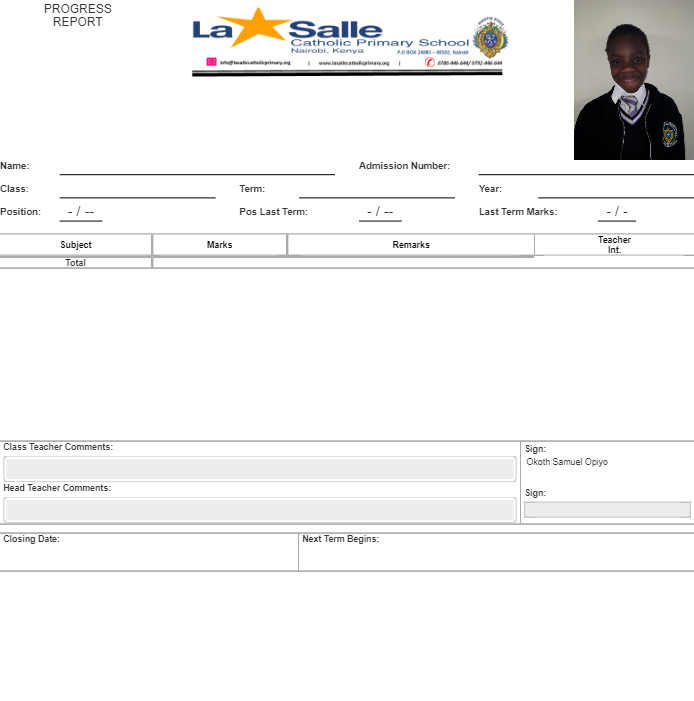 PROGRESS
REPORT
La Salle
Catholic Primary School
Nairobi, Kenya
P.O BOX 24083 - 00502, Nairobi
info@lasallecatholicprimary.org | www.lasallecatholicprimary.org | 0780-446-644/ 0792-446-644
Name: Admission Number:
Class: Term: Year:
Position: - / -- Pos Last Term: - / -- Last Term Marks: - / -
Subject Marks Remarks Teacher
Int.
Total
Class Teacher Comments: Sign:
Okoth Samuel Opiyo
Head Teacher Comments: Sign:
Closing Date: Next Term Begins: